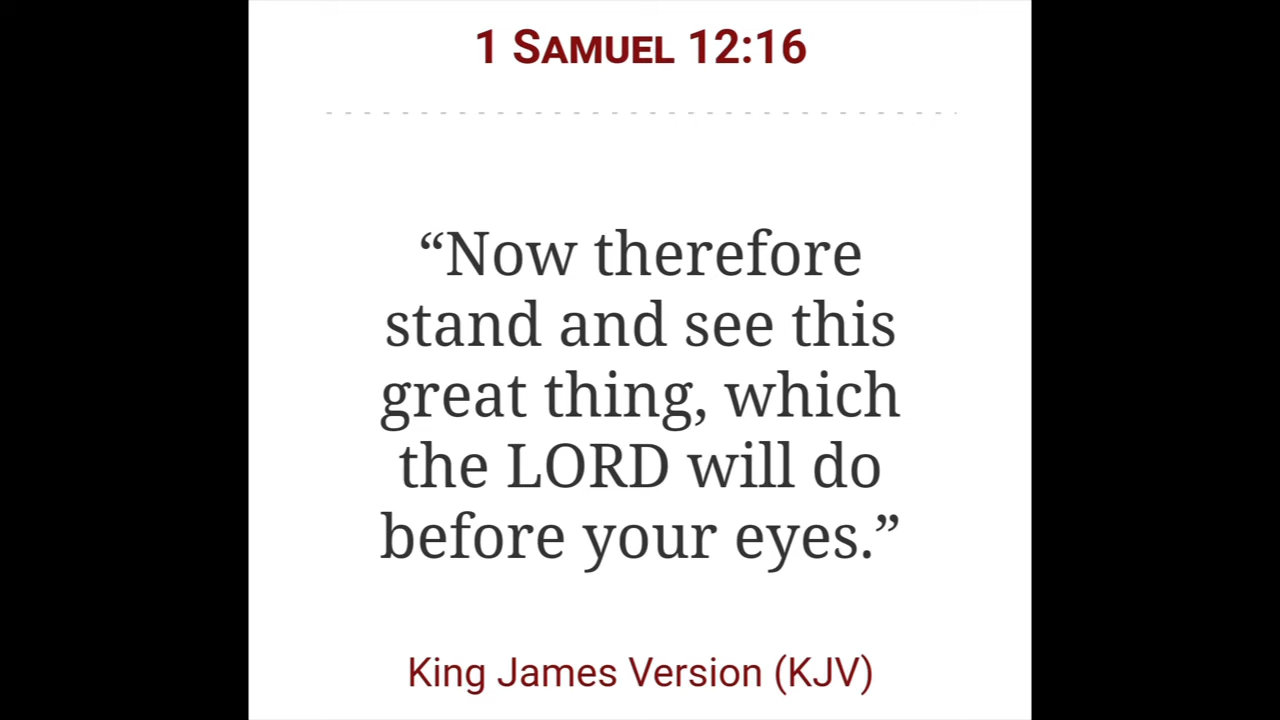 1 Samuel 12:16
“Now therefore
stand and see this
great thing, which
the LORD will do
before your eyes.”
King James Version (KJV)